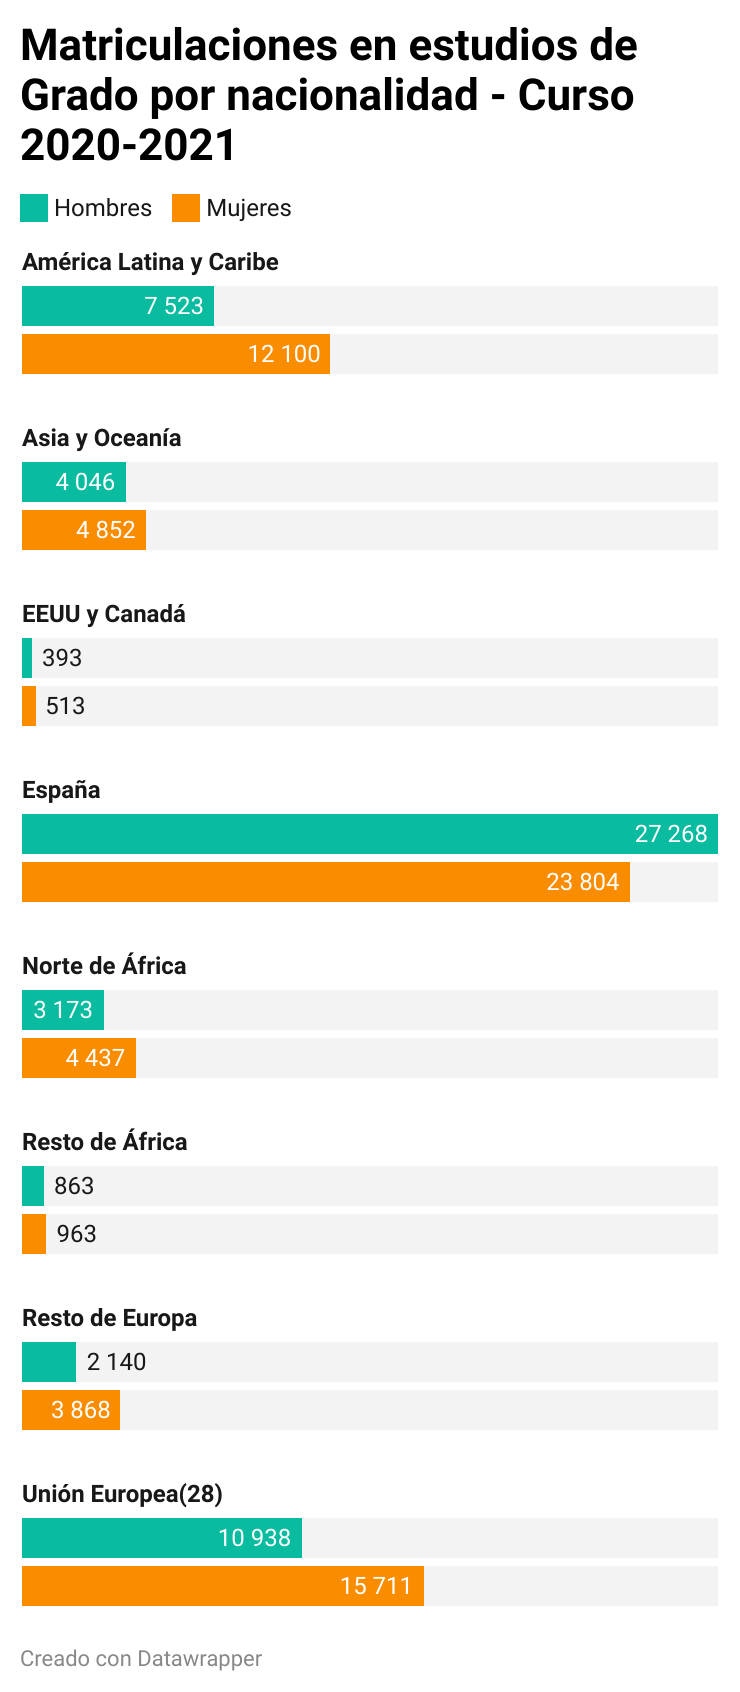 Matriculaciones en estudios de
Grado por nacionalidad - Curso
2020-2021
Hombres Mujeres
América Latina y Caribe
7 523
12 100
Asia y Oceanía
4 046
4 852
EEUU y Canadá
393
513
España
27 268
23 804
Norte de África
3 173
4 437
Resto de África
863
963
Resto de Europa
2 140
3 868
Unión Europea(28)
10 938
15 711
Creado con Datawrapper